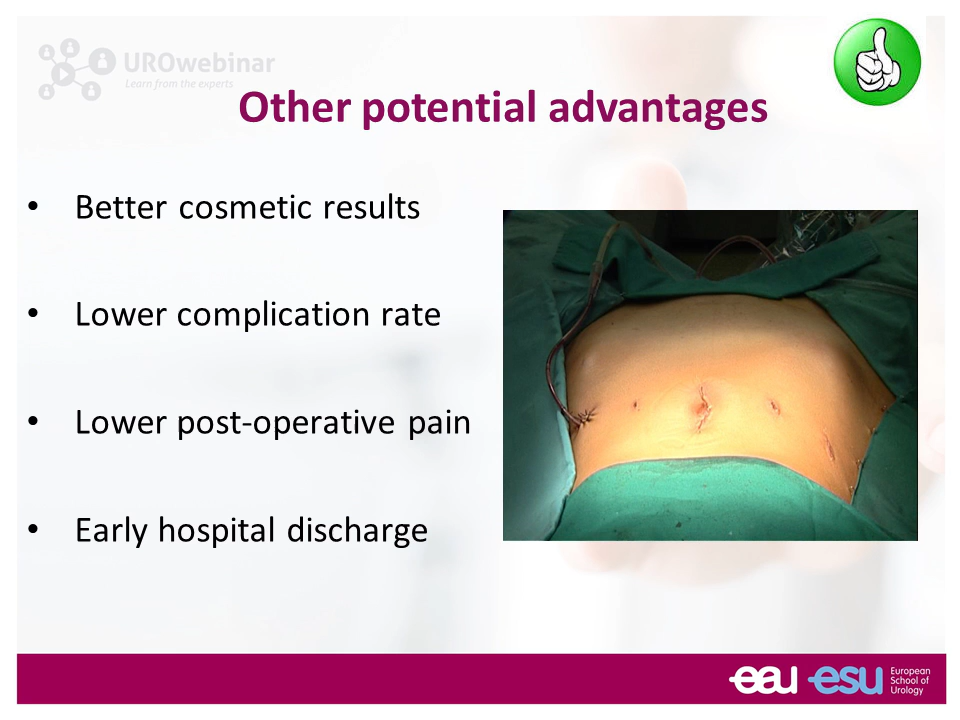 UROwebinar
Learn from the experts
Other potential advantages
• Better cosmetic results
• Lower complication rate
• Lower post-operative pain
• Early hospital discharge
eau esu European
School of
Urology